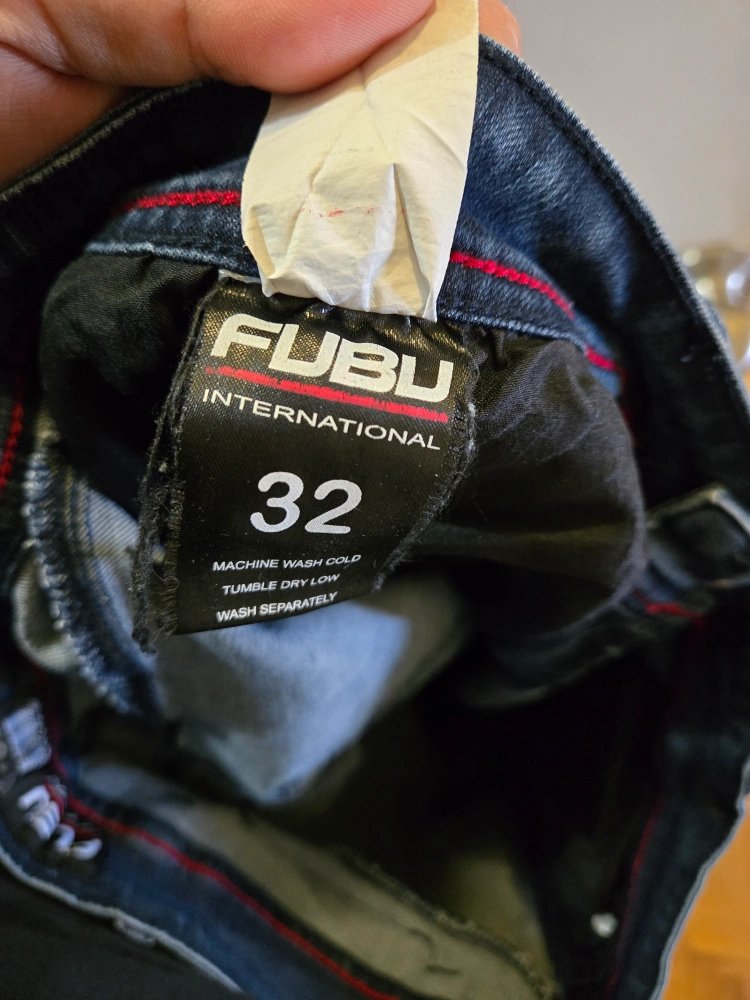 FUBU
INTERNATIONAL
32
MACHINE WASH COLD
TUMBLE DRY LOW
WASH SEPARATELY